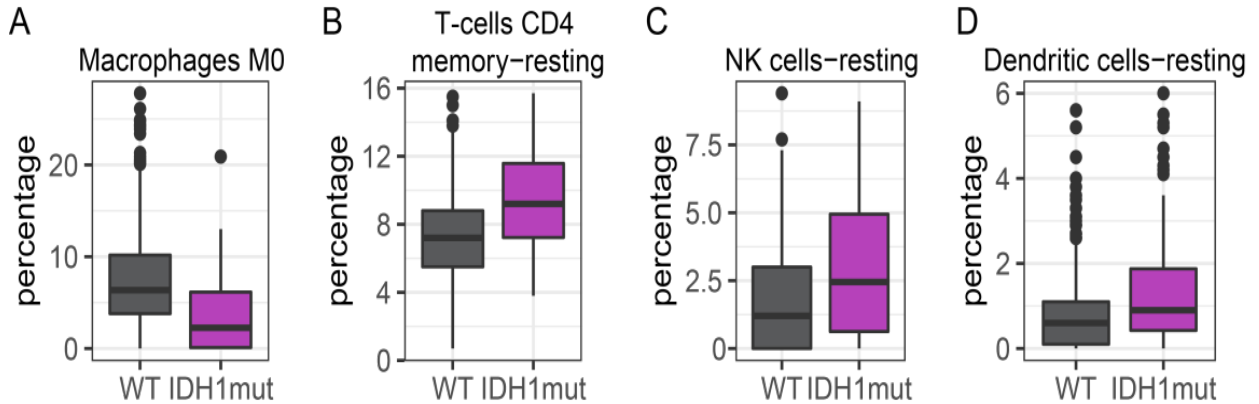 A
Macrophages M0
percentage
20
10
0
WT IDH1mut
B
T-cells CD4
memory−resting
percentage
16
12
8
4
0
WT IDH1mut
C
NK cells−resting
percentage
7.5
5.0
2.5
0.0
WT IDH1mut
D
Dendritic cells−resting
percentage
6
4
2
0
WT IDH1mut